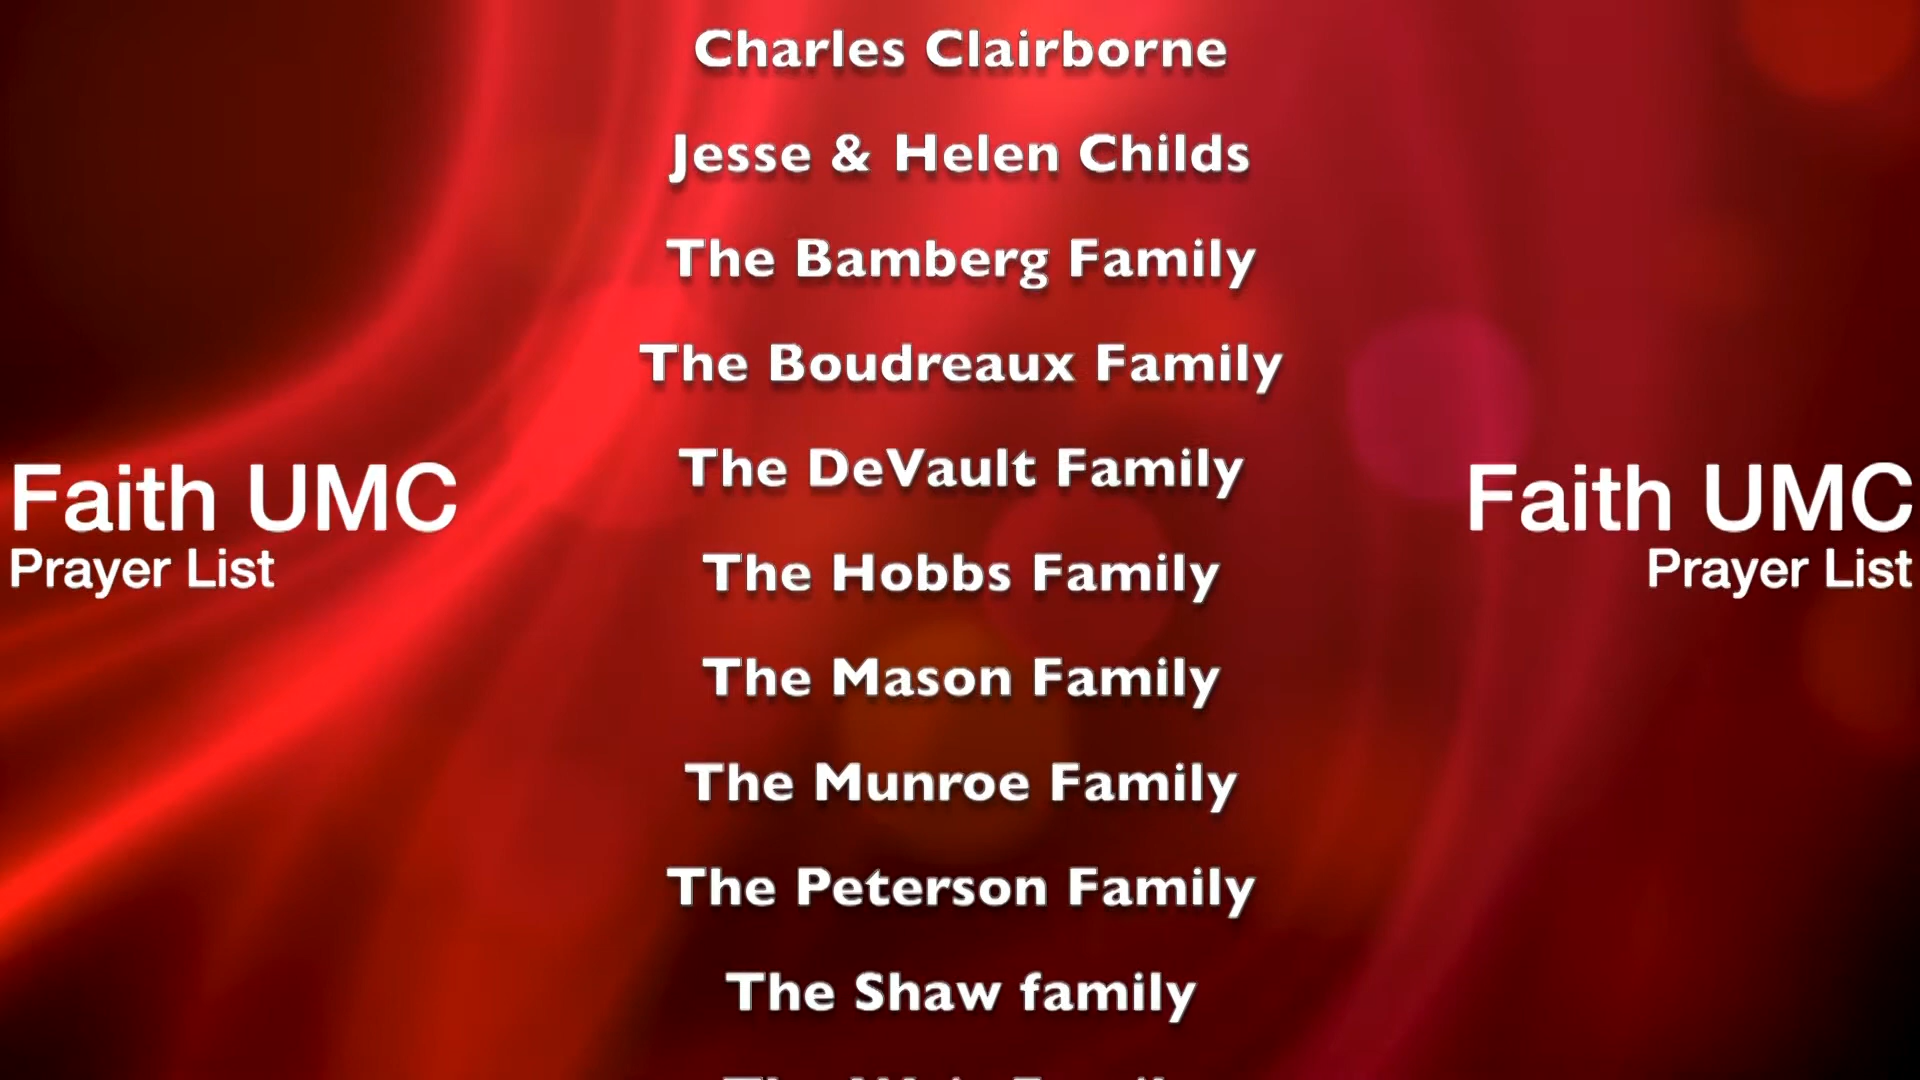 Charles Clairborne
Jesse & Helen Childs
The Bamberg Family
The Boudreaux Family
The DeVault Family
Faith UMC
Prayer List
Faith UMC
Prayer List
The Hobbs Family
The Mason Family
The Munroe Family
The Peterson Family
The Shaw family